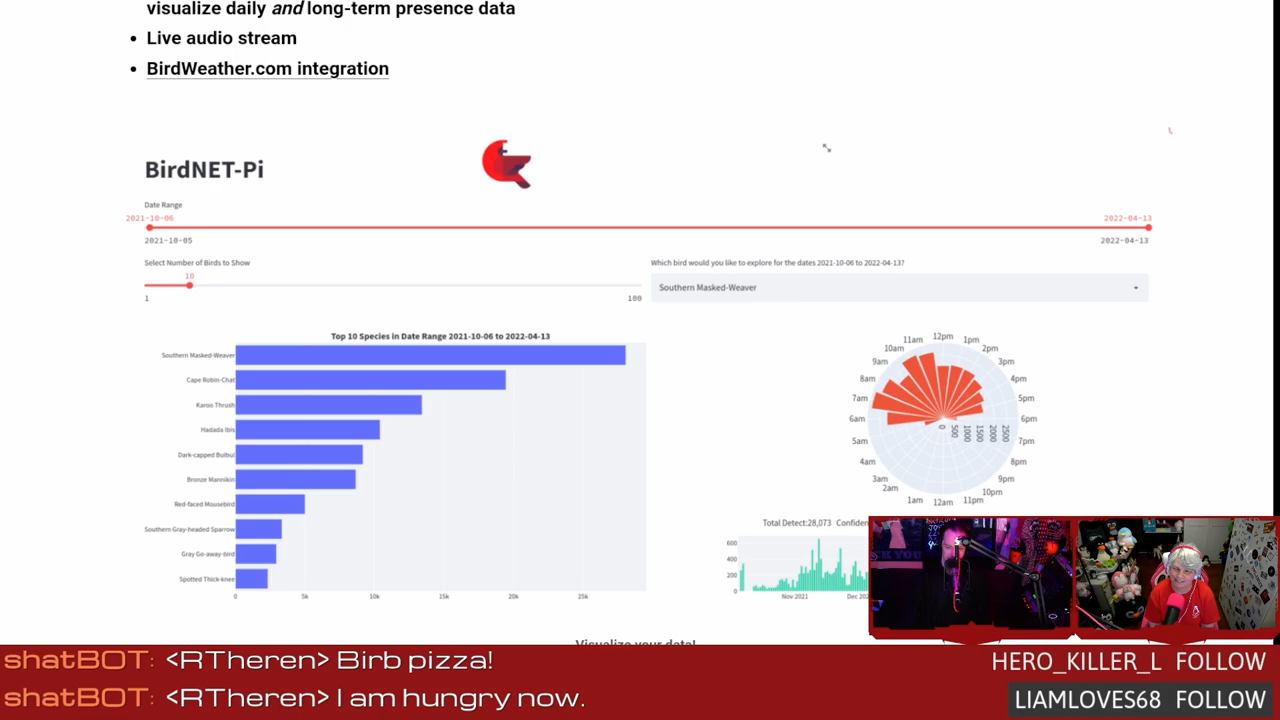 visualize daily and long-term presence data
• Live audio stream
• BirdWeather.com integration
BirdNET-Pi
Date Range
2021-10-06
2022-04-13
2021-10-05
2022-04-13
Select Number of Birds to Show
10
1
100
Which bird would you like to explore for the dates 2021-10-06 to 2022-04-13?
Southern Masked-Weaver
Top 10 Species in Date Range 2021-10-06 to 2022-04-13
Southern Masked-Weaver
Cape Robin-Chat
Karoo Thrush
Hadada Ibis
Dark-capped Bulbul
Bronze Mannikin
Red-faced Mousebird
Southern Gray-headed Sparrow
Gray Go-away-bird
Spotted Thick-knee
0 5k 10k 15k 20k 25k
12pm
11am 1pm
10am 2pm
9am 3pm
8am 4pm
7am 5pm
6am 6pm
0 500 1000 1500 2000 2500
5am 7pm
4am 8pm
3am 9pm
2am 10pm
1am 12am 11pm
Total Detect:28,073 Confiden
600
400
200
0
Nov 2021 Dec 202
Visualize your data!
shatBOT: <RTheren> Birb pizza!
shatBOT: <RTheren> I am hungry now.
HERO_KILLER_L FOLLOW
LIAMLOVES68 FOLLOW